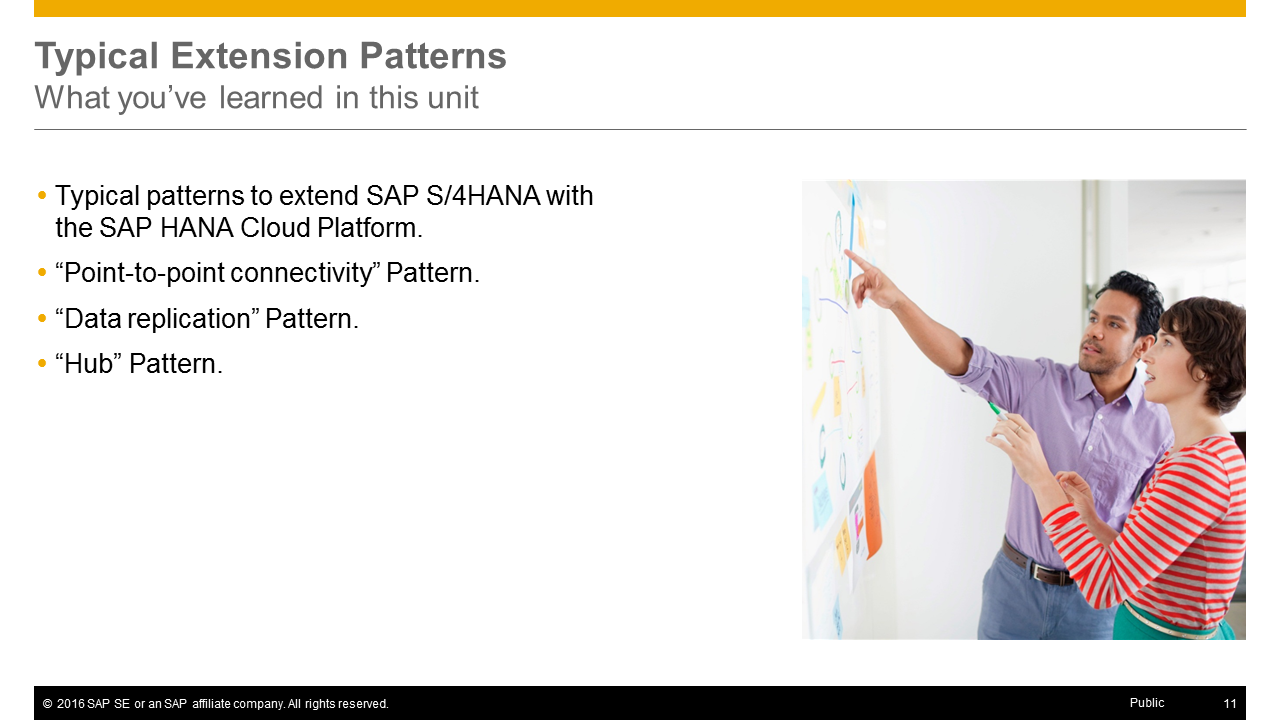 Typical Extension Patterns
What you’ve learned in this unit
• Typical patterns to extend SAP S/4HANA with
the SAP HANA Cloud Platform.
• “Point-to-point connectivity” Pattern.
• “Data replication” Pattern.
• “Hub” Pattern.
© 2016 SAP SE or an SAP affiliate company. All rights reserved.
Public
11